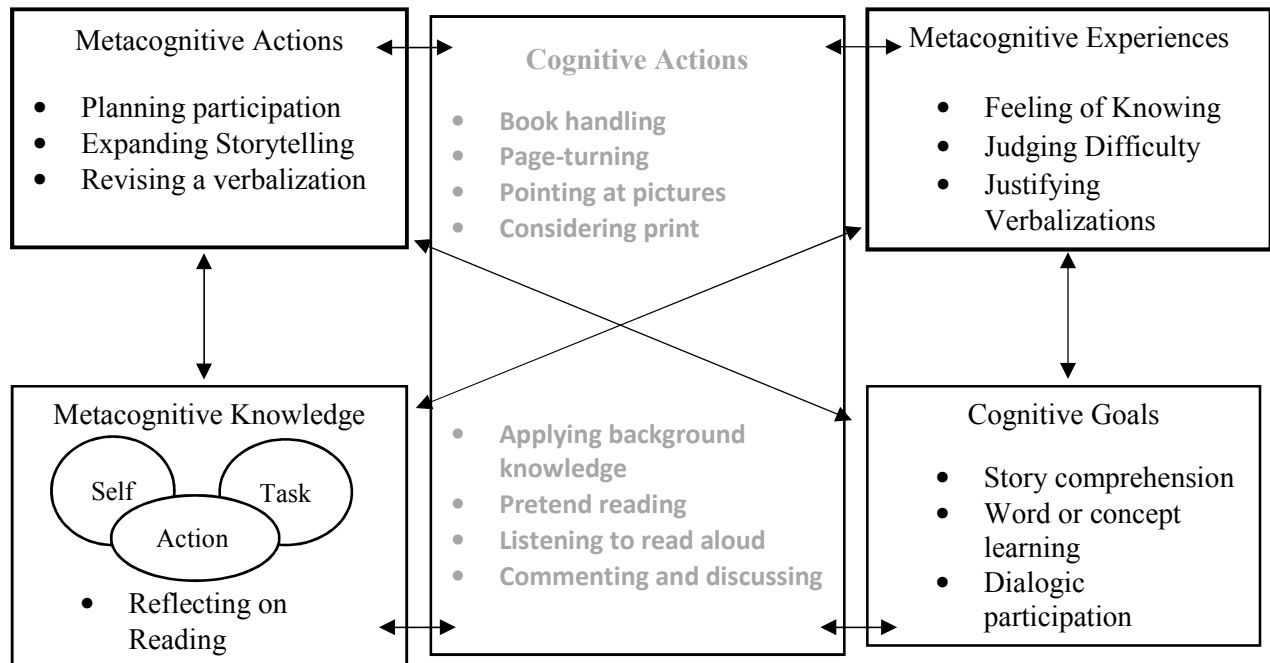 Metacognitive Actions
• Planning participation
• Expanding Storytelling
• Revising a verbalization
Cognitive Actions
• Book handling
• Page-turning
• Pointing at pictures
• Considering print
Metacognitive Experiences
• Feeling of Knowing
• Judging Difficulty
• Justifying
Verbalizations
Metacognitive Knowledge
Self
Task
Action
• Reflecting on
Reading
• Applying background
knowledge
• Pretend reading
• Listening to read aloud
• Commenting and discussing
Cognitive Goals
• Story comprehension
• Word or concept
learning
• Dialogic
participation